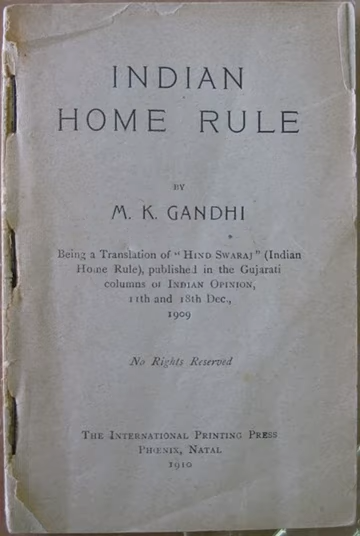 INDIAN
HOME RULE
BY
M. K. GANDHI
Being a Translation of "HIND SWARAJ" (Indian
Home Rule), published in the Gujarati
columns of INDIAN OPINION,
11th and 18th Dec.,
1909
No Rights Reserved
THE INTERNATIONAL PRINTING PRESS
PHŒNIX, NATAL
1910